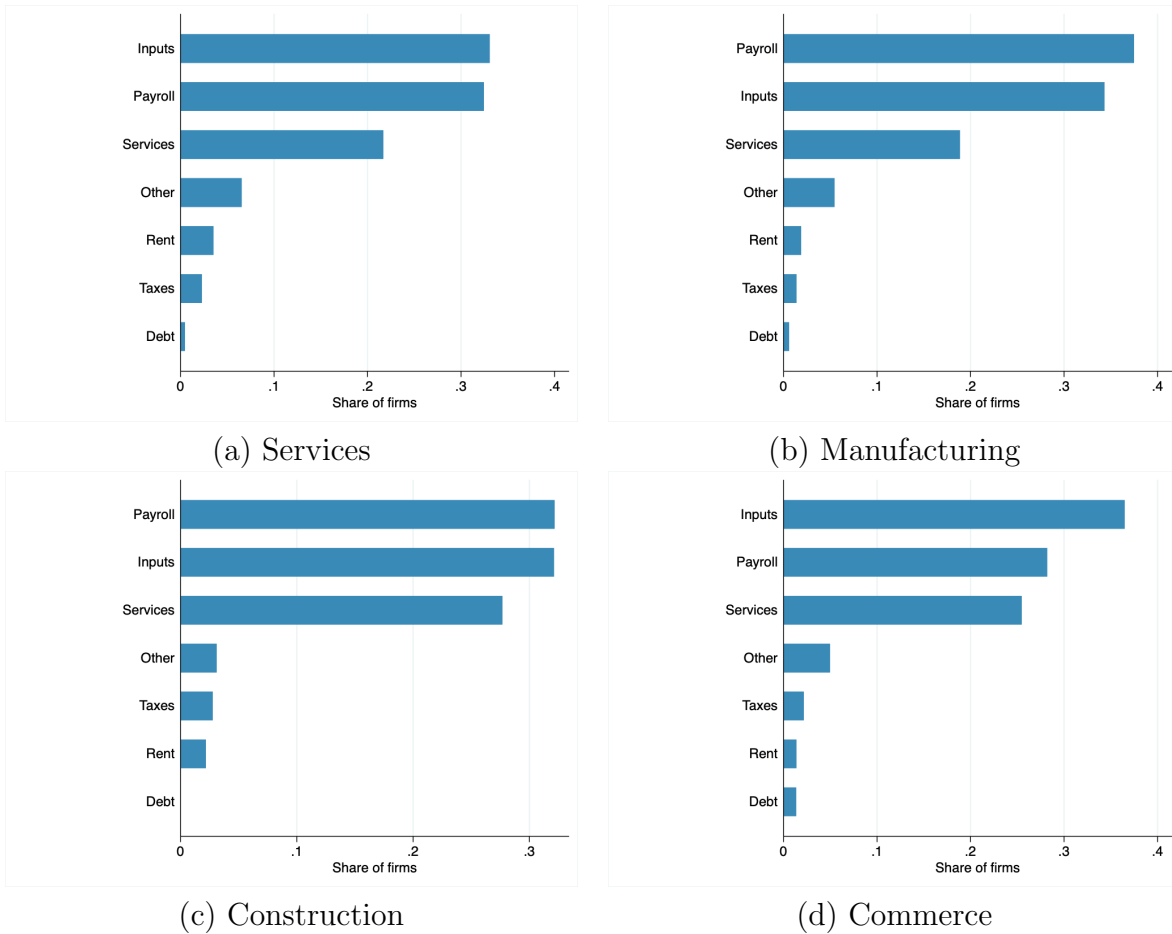 Inputs
Payroll
Services
Other
Rent
Taxes
Debt
0 .1 .2 .3 .4
Share of firms
(a) Services
Payroll
Inputs
Services
Other
Rent
Taxes
Debt
0 .1 .2 .3 .4
Share of firms
(b) Manufacturing
Payroll
Inputs
Services
Other
Taxes
Rent
Debt
0 .1 .2 .3
Share of firms
(c) Construction
Inputs
Payroll
Services
Other
Taxes
Rent
Debt
0 .1 .2 .3 .4
Share of firms
(d) Commerce